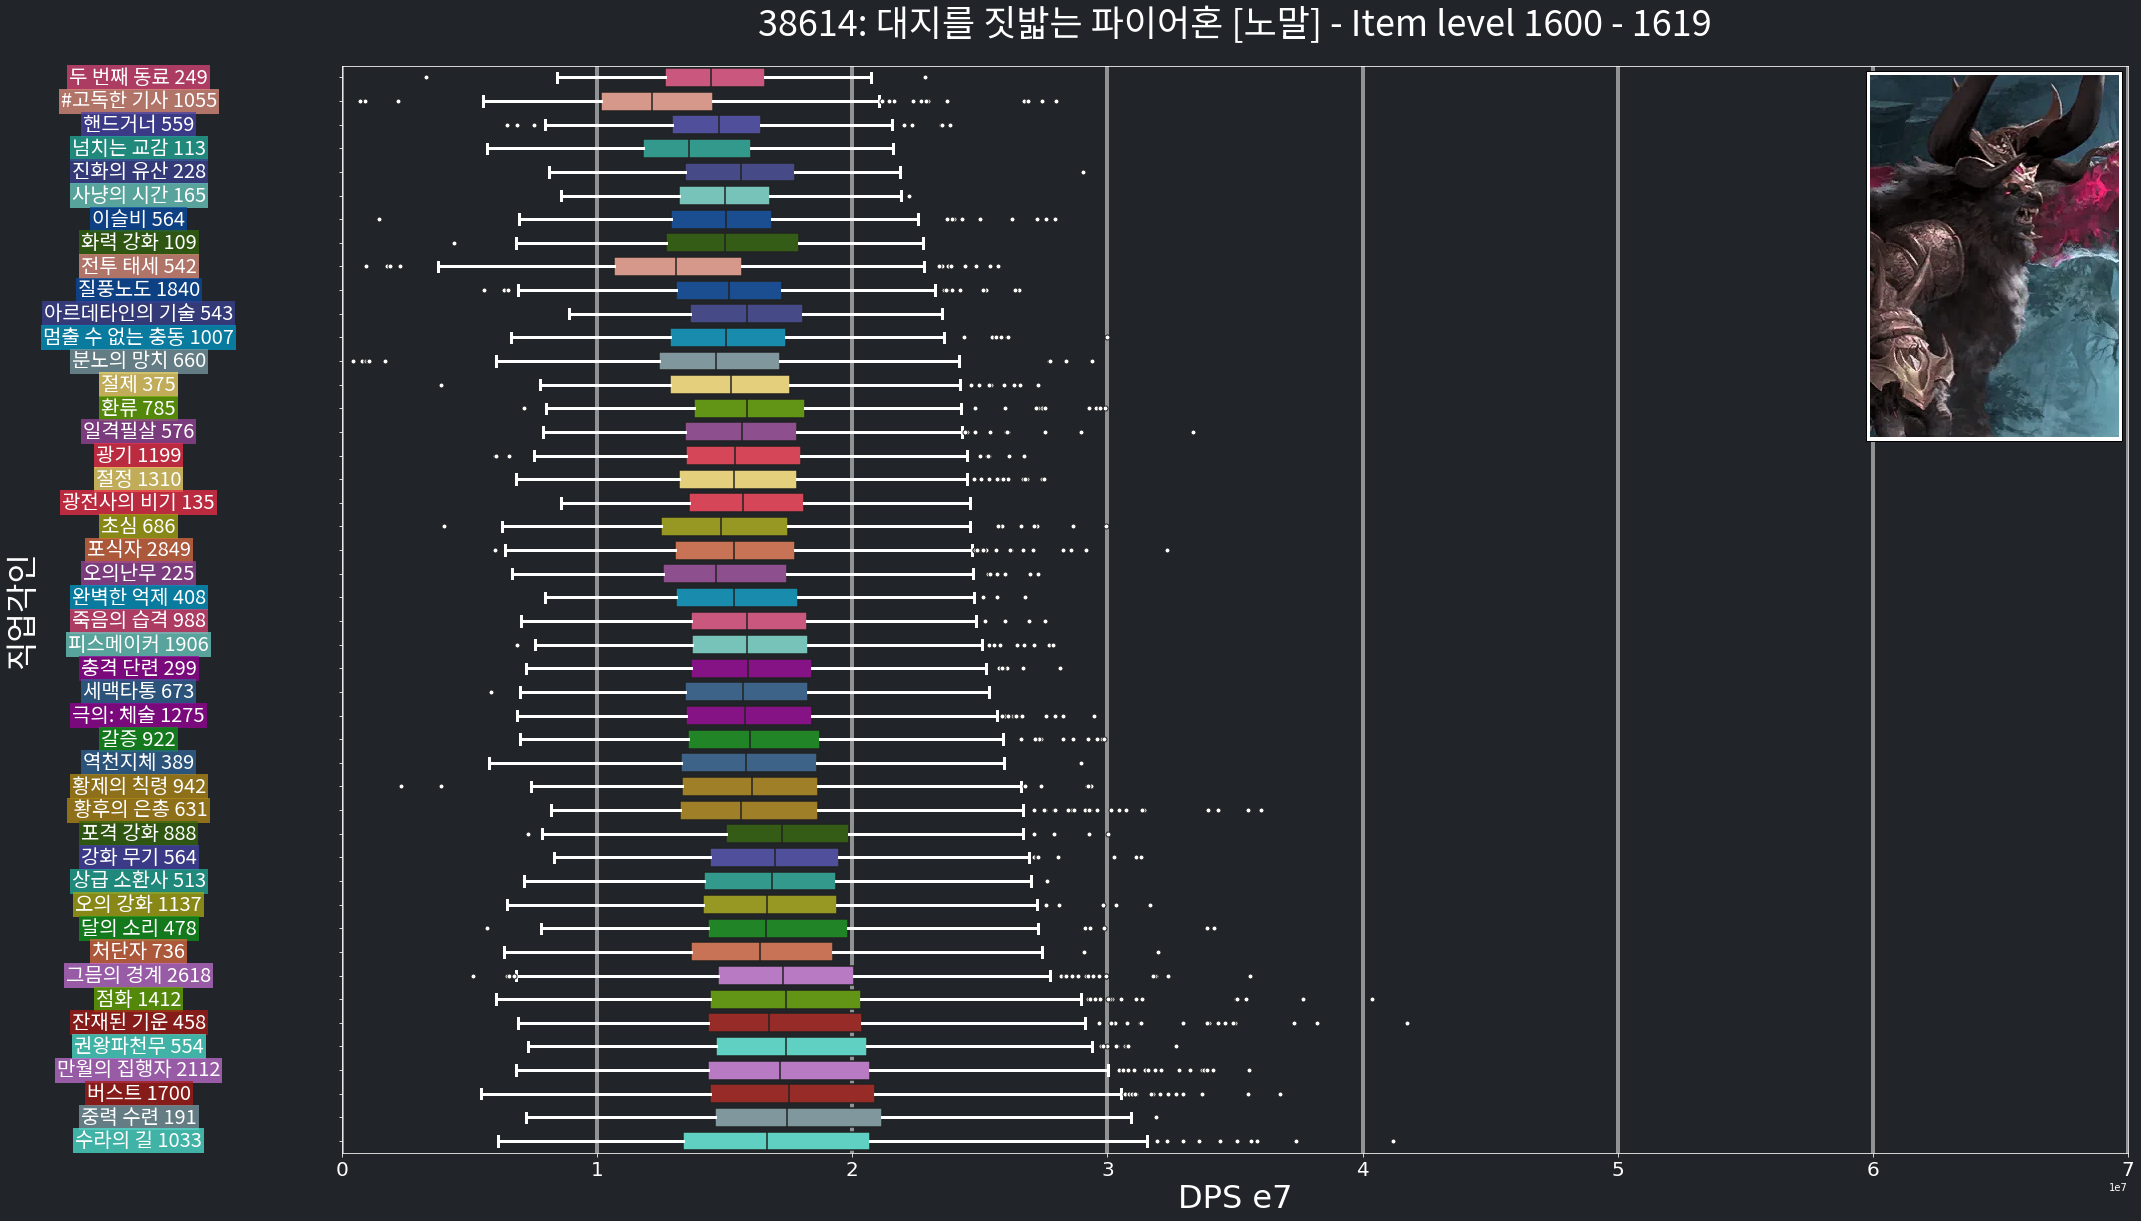 38614: 대지를 짓밟는 파이어혼 [노말] - Item level 1600 - 1619
두 번째 동료 249
#고독한 기사 1055
핸드거너 559
넘치는 교감 113
진화의 유산 228
사냥의 시간 165
이슬비 564
화력 강화 109
전투 태세 542
질풍노도 1840
아르데타인의 기술 543
멈출 수 없는 충동 1007
분노의 망치 660
절제 375
환류 785
일격필살 576
광기 1199
절정 1310
광전사의 비기 135
초심 686
포식자 2849
오의난무 225
완벽한 억제 408
죽음의 습격 988
피스메이커 1906
충격 단련 299
세맥타통 673
극의: 체술 1275
갈증 922
역천지체 389
황제의 칙령 942
황후의 은총 631
포격 강화 888
강화 무기 564
상급 소환사 513
오의 강화 1137
달의 소리 478
처단자 736
그믐의 경계 2618
점화 1412
잔재된 기운 458
권왕파천무 554
만월의 집행자 2112
버스트 1700
중력 수련 191
수라의 길 1033
직업각인
0 1 2 3 4 5 6 7
DPS e7
1e7